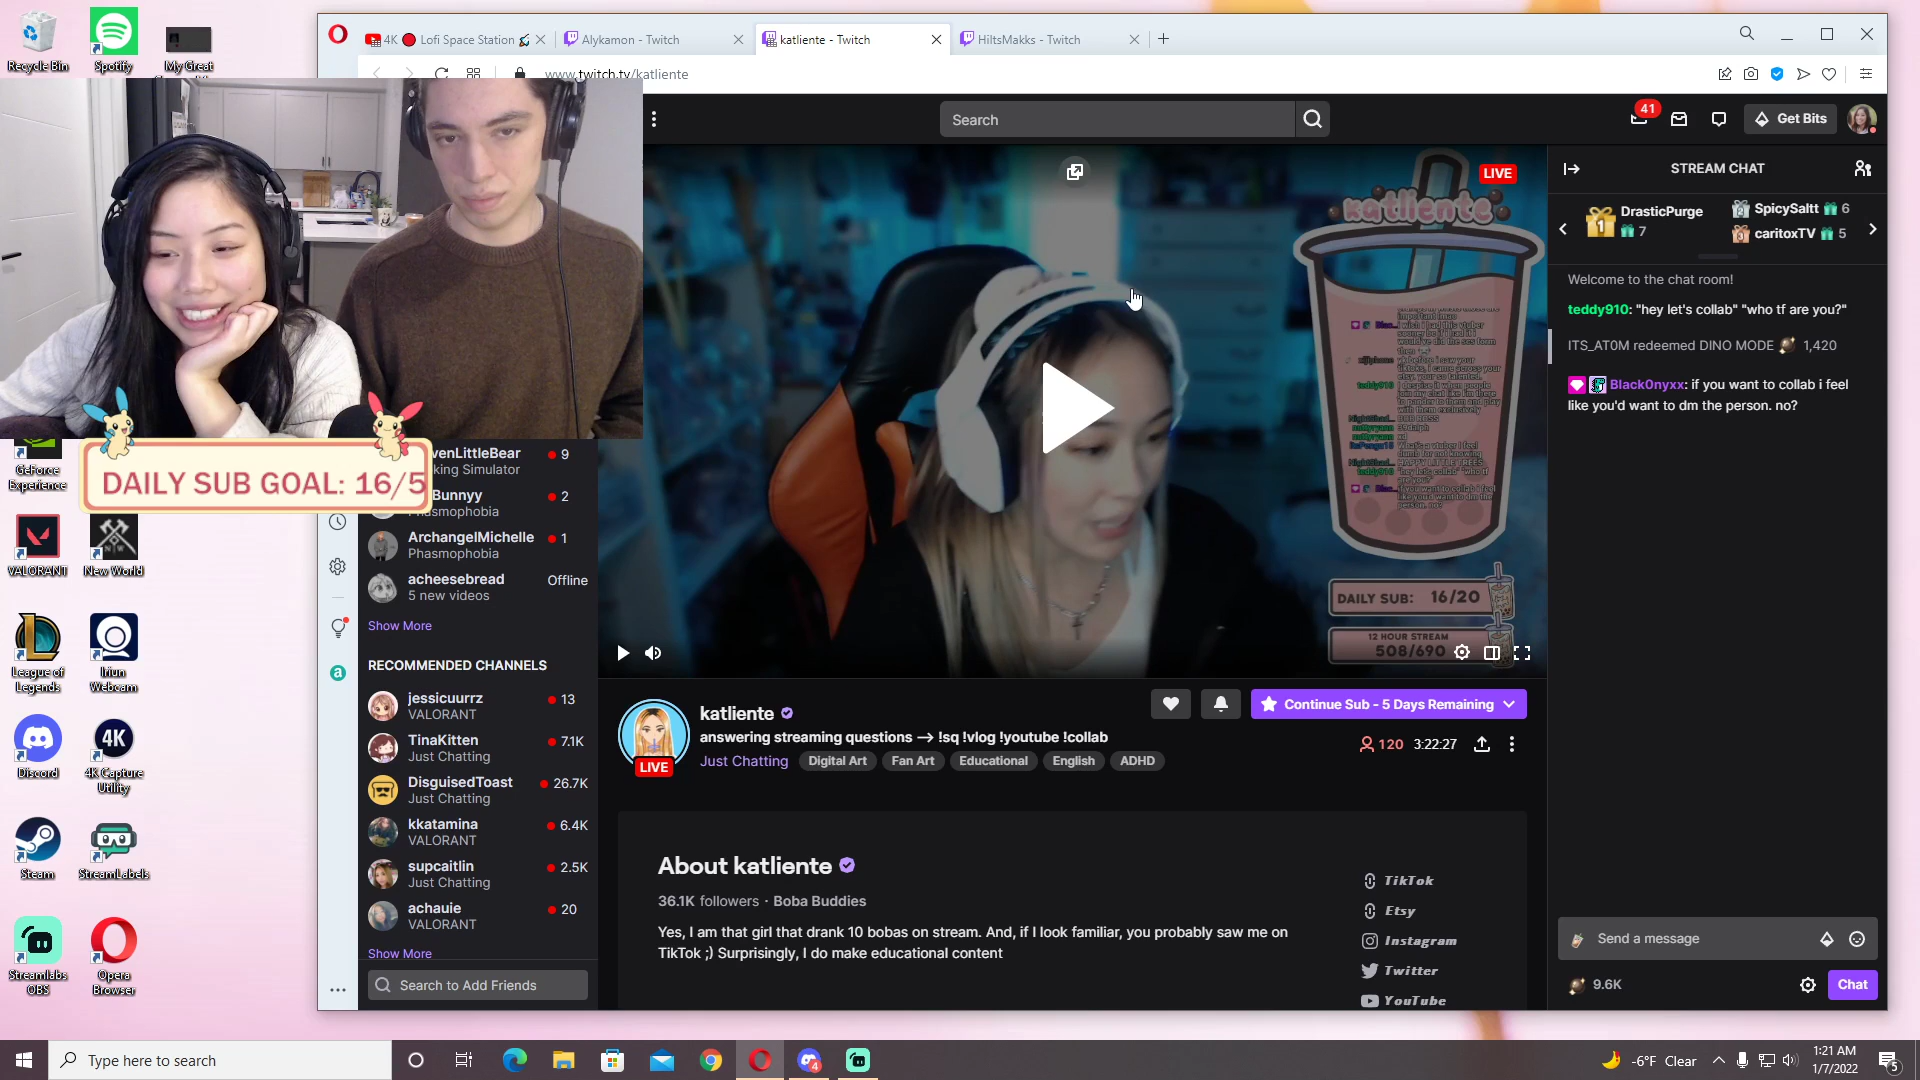 Recycle Bin
Spotify
My Great
4K 🔴 Lofi Space Station
Alykamon - Twitch
katliente - Twitch
HiltsMakks - Twitch
www.twitch.tv/katliente
Search
41
Get Bits
LIVE
katliente
STREAM CHAT
DrasticPurge
7
SpicySaltt 6
caritoxTV 5
Welcome to the chat room!
teddy910: "hey let's collab" "who tf are you?"
ITS_AT0M redeemed DINO MODE 1,420
Black0nyxx: if you want to collab i feel
like you'd want to dm the person. no?
DAILY SUB GOAL: 16/5
DAILY SUB: 16/20
12 HOUR STREAM
508/690
GeForce
Experience
VALORANT
New World
League of
Legends
Iriun
Webcam
Discord
4K
4K Capture
Utility
Steam
StreamLabels
Streamlabs
OBS
Opera
Browser
venLittleBear 9
king Simulator
Bunnyy 2
hasmophobia
ArchangelMichelle 1
Phasmophobia
acheesebread Offline
5 new videos
Show More
RECOMMENDED CHANNELS
jessicuurrz 13
VALORANT
TinaKitten 7.1K
Just Chatting
DisguisedToast 26.7K
Just Chatting
kkatamina 6.4K
VALORANT
supcaitlin 2.5K
Just Chatting
achauie 20
VALORANT
Show More
Search to Add Friends
katliente
LIVE
answering streaming questions --> !sq !vlog !youtube !collab
Just Chatting Digital Art Fan Art Educational English ADHD
Continue Sub - 5 Days Remaining
120 3:22:27
About katliente
36.1K followers · Boba Buddies
Yes, I am that girl that drank 10 bobas on stream. And, if I look familiar, you probably saw me on
TikTok ;) Surprisingly, I do make educational content
TikTok
Etsy
Instagram
Twitter
YouTube
Send a message
9.6K
Chat
Type here to search
4
-6°F Clear
1:21 AM
1/7/2022
5